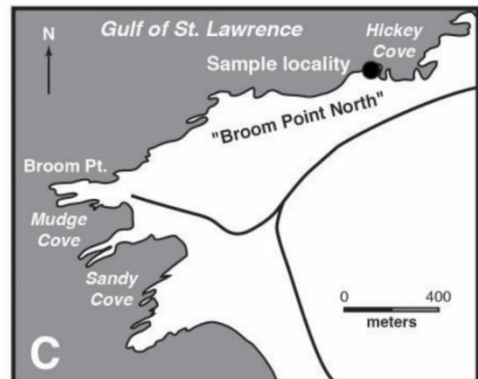 N
Gulf of St. Lawrence
Hickey
Cove
Sample locality
"Broom Point North"
Broom Pt.
Mudge
Cove
Sandy
Cove
0 400
meters
C